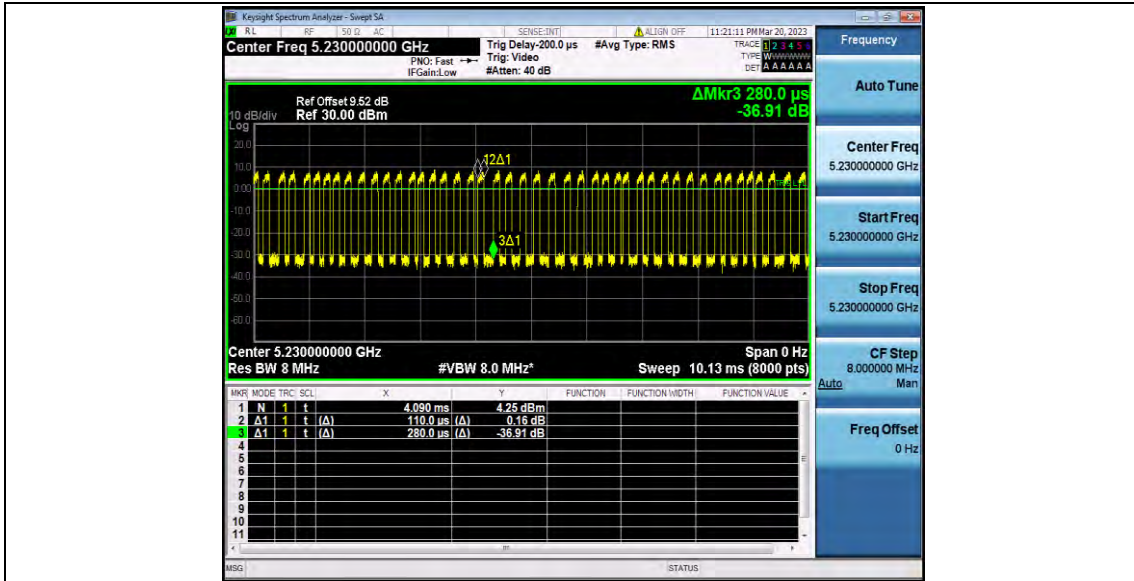 Keysight Spectrum Analyzer - Swept SA
RL RF 50 Ω AC SENSE:INT ALIGN OFF 11:21:11 PM Mar 20, 2023
Center Freq 5.230000000 GHz
PNO: Fast
IFGain:Low
Trig Delay-200.0 µs
Trig: Video
#Atten: 40 dB
#Avg Type: RMS
TRACE 1 2 3 4 5 6
TYPE W
DET A A A A A A
Frequency
ΔMkr3 280.0 µs
-36.91 dB
Ref Offset 9.52 dB
10 dB/div Ref 30.00 dBm
Log
20.0
10.0
0.00
-10.0
-20.0
-30.0
-40.0
-50.0
-60.0
12Δ1
3Δ1
Center 5.230000000 GHz Span 0 Hz
Res BW 8 MHz #VBW 8.0 MHz* Sweep 10.13 ms (8000 pts)
MKR MODE TRC SCL X Y FUNCTION FUNCTION WIDTH FUNCTION VALUE
1 N 1 t 4.090 ms 4.25 dBm
2 Δ1 1 t (Δ) 110.0 µs (Δ) 0.16 dB
3 Δ1 1 t (Δ) 280.0 µs (Δ) -36.91 dB
4
5
6
7
8
9
10
11
MSG STATUS
Auto Tune
Center Freq
5.230000000 GHz
Start Freq
5.230000000 GHz
Stop Freq
5.230000000 GHz
CF Step
8.000000 MHz
Auto Man
Freq Offset
0 Hz